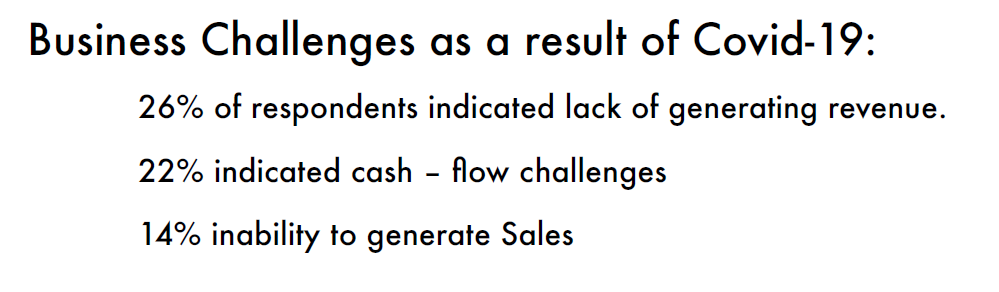 Business Challenges as a result of Covid-19:
26% of respondents indicated lack of generating revenue.
22% indicated cash – flow challenges
14% inability to generate Sales